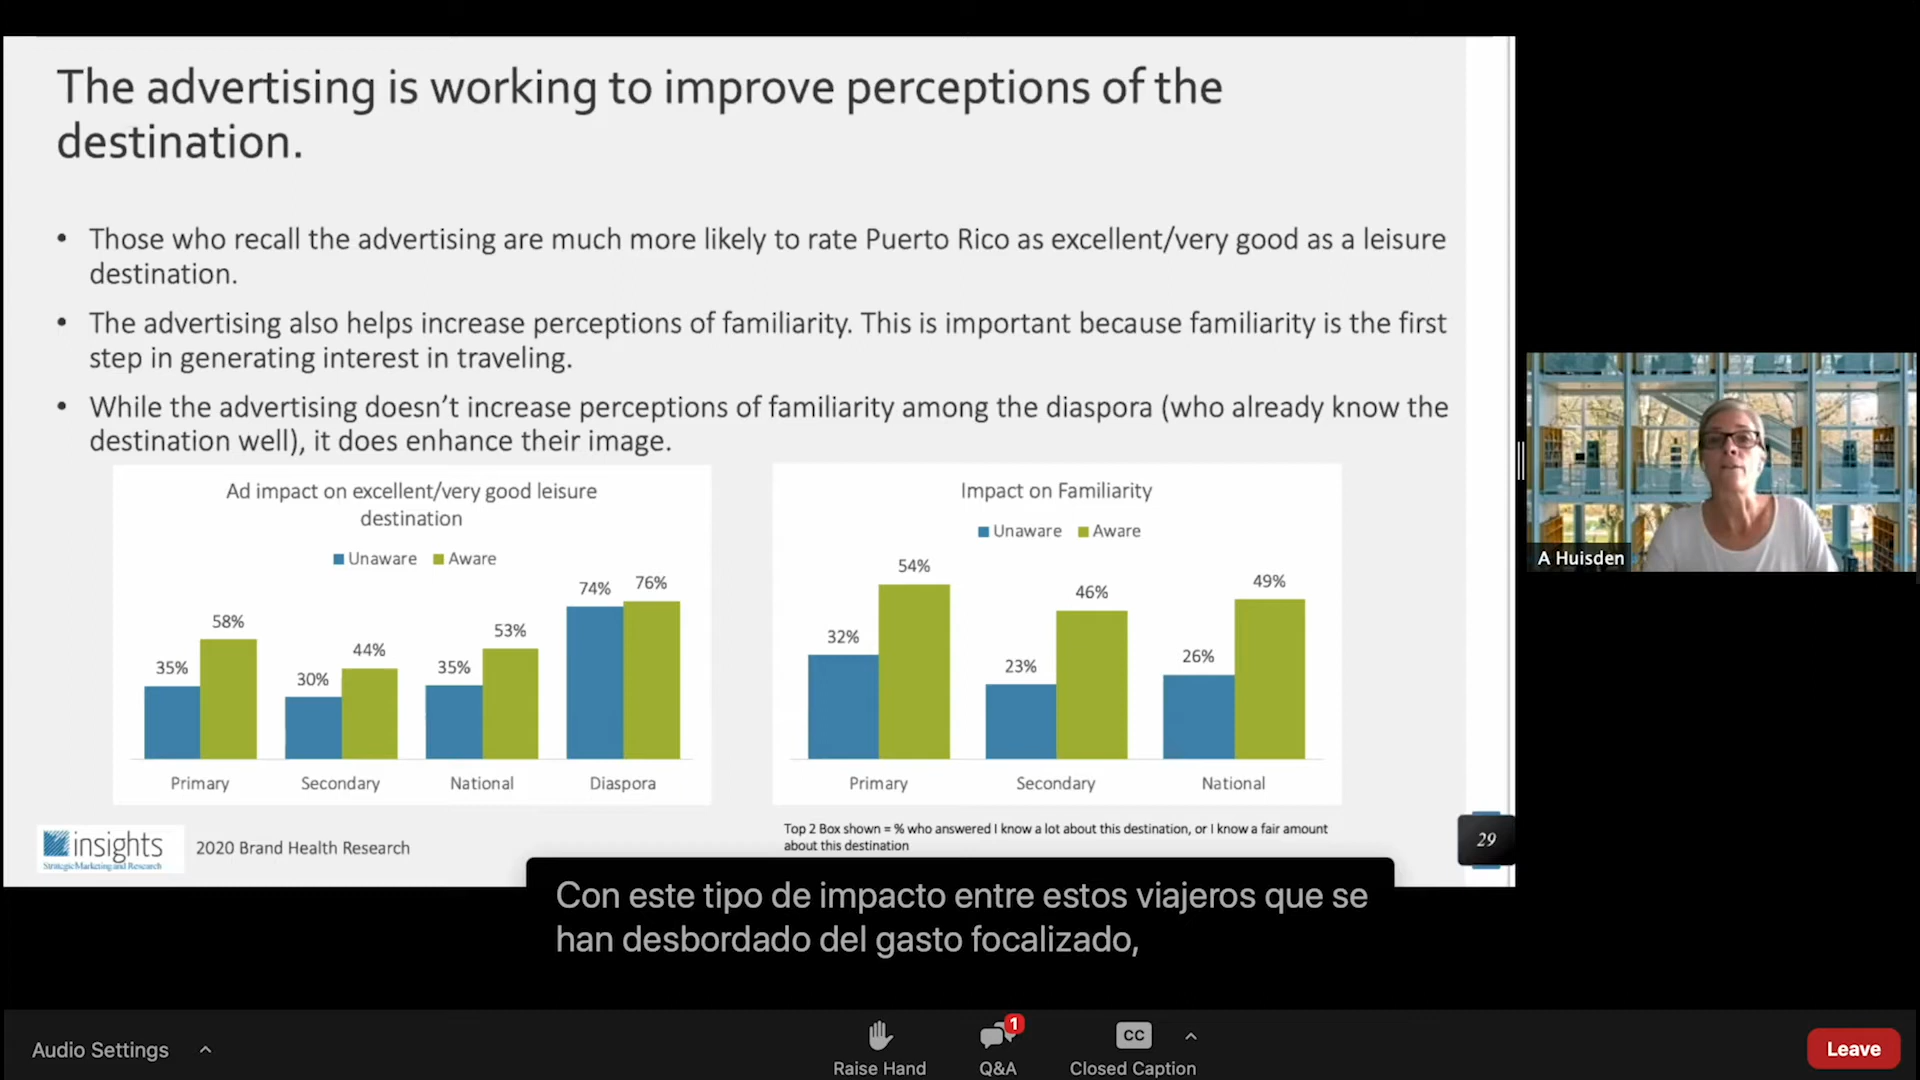 The advertising is working to improve perceptions of the
destination.
• Those who recall the advertising are much more likely to rate Puerto Rico as excellent/very good as a leisure
destination.
• The advertising also helps increase perceptions of familiarity. This is important because familiarity is the first
step in generating interest in traveling.
• While the advertising doesn’t increase perceptions of familiarity among the diaspora (who already know the
destination well), it does enhance their image.
Ad impact on excellent/very good leisure
destination
Unaware Aware
35% 58% 30% 44% 35% 53% 74% 76%
Primary Secondary National Diaspora
Impact on Familiarity
Unaware Aware
32% 54% 23% 46% 26% 49%
Primary Secondary National
Top 2 Box shown = % who answered I know a lot about this destination, or I know a fair amount
about this destination
insights
Strategic Marketing and Research
2020 Brand Health Research
29
A Huisden
Con este tipo de impacto entre estos viajeros que se
han desbordado del gasto focalizado,
Audio Settings
Raise Hand
1
Q&A
CC
Closed Caption
Leave